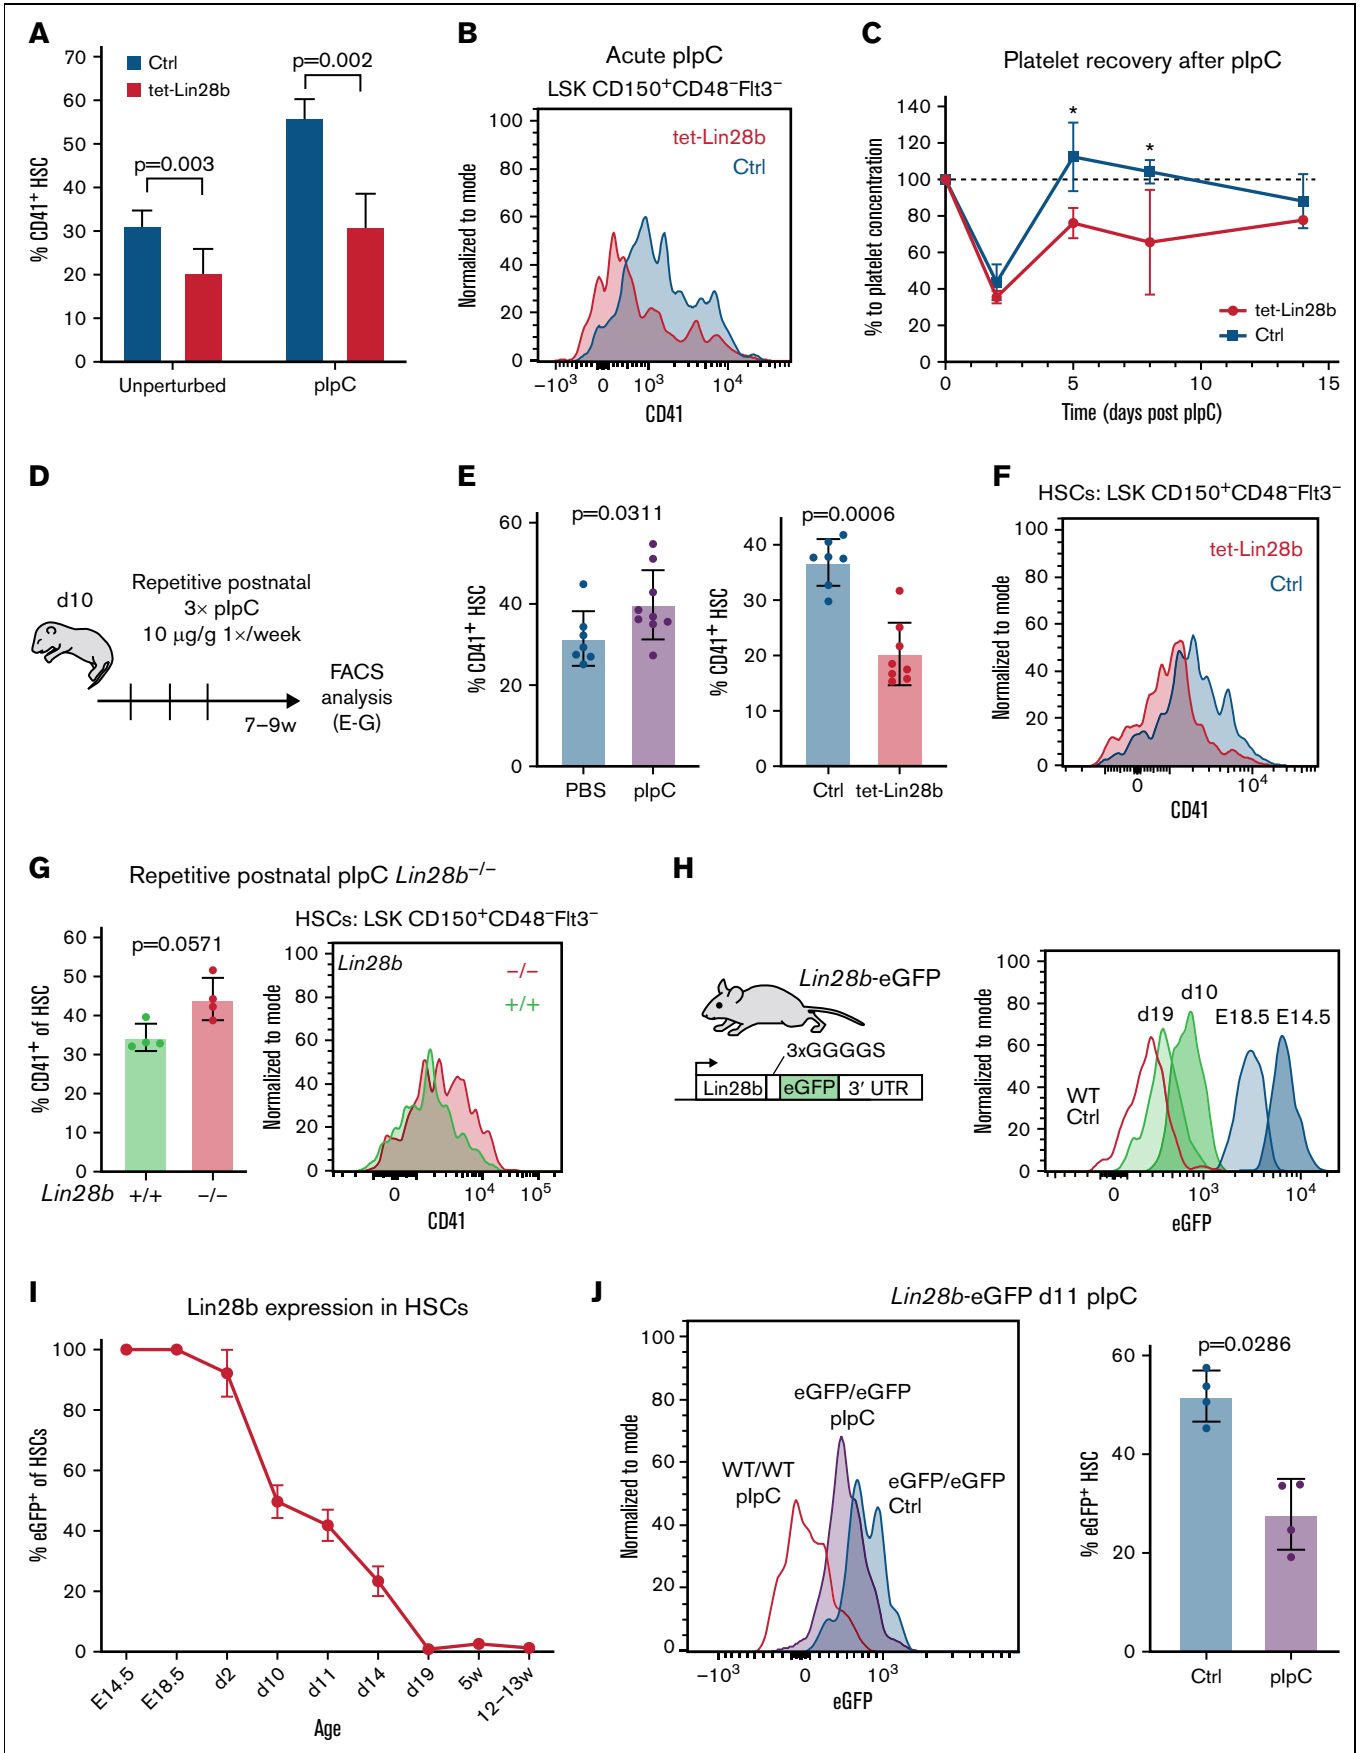 A
70
60
50
40
30
20
10
0
% CD41⁺ HSC
Ctrl
tet-Lin28b
p=0.003
p=0.002
Unperturbed
pIpC
B
Acute pIpC
LSK CD150⁺CD48⁻Flt3⁻
tet-Lin28b
Ctrl
100
80
60
40
20
0
Normalized to mode
−10³
0
10³
10⁴
CD41
C
Platelet recovery after pIpC
140
120
100
80
60
40
20
0
% to platelet concentration
*
*
tet-Lin28b
Ctrl
0
5
10
15
Time (days post pIpC)
D
d10
Repetitive postnatal
3× pIpC
10 μg/g 1×/week
7–9w
FACS
analysis
(E-G)
E
p=0.0311
60
40
20
0
% CD41⁺ HSC
PBS
pIpC
p=0.0006
40
30
20
10
0
% CD41⁺ HSC
Ctrl
tet-Lin28b
F
HSCs: LSK CD150⁺CD48⁻Flt3⁻
tet-Lin28b
Ctrl
100
80
60
40
20
0
Normalized to mode
0
10⁴
CD41
G
Repetitive postnatal pIpC Lin28b⁻/⁻
p=0.0571
60
50
40
30
20
10
0
% CD41⁺ of HSC
Lin28b
+/+
−/−
HSCs: LSK CD150⁺CD48⁻Flt3⁻
Lin28b
−/−
+/+
100
80
60
40
20
0
Normalized to mode
0
10⁴
10⁵
CD41
H
Lin28b-eGFP
3xGGGGS
Lin28b
eGFP
3′ UTR
100
80
60
40
20
0
Normalized to mode
WT
Ctrl
d19
d10
E18.5
E14.5
0
10³
10⁴
eGFP
I
Lin28b expression in HSCs
100
80
60
40
20
0
% eGFP⁺ of HSCs
E14.5
E18.5
d2
d10
d11
d14
d19
5w
12–13w
Age
J
Lin28b-eGFP d11 pIpC
100
80
60
40
20
0
Normalized to mode
WT/WT
pIpC
eGFP/eGFP
pIpC
eGFP/eGFP
Ctrl
−10³
0
10³
eGFP
p=0.0286
60
40
20
0
% eGFP⁺ HSC
Ctrl
pIpC